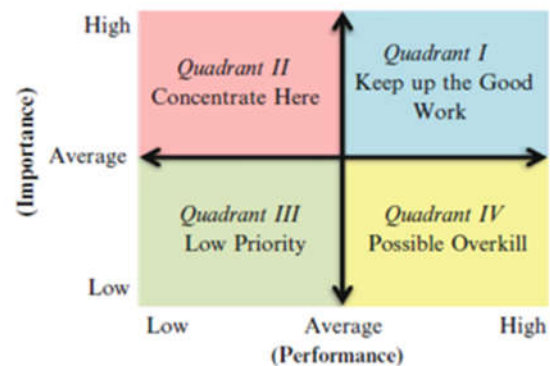 High
Quadrant II
Concentrate Here
Quadrant I
Keep up the Good
Work
(Importance)
Average
Quadrant III
Low Priority
Quadrant IV
Possible Overkill
Low
Low
Average
High
(Performance)